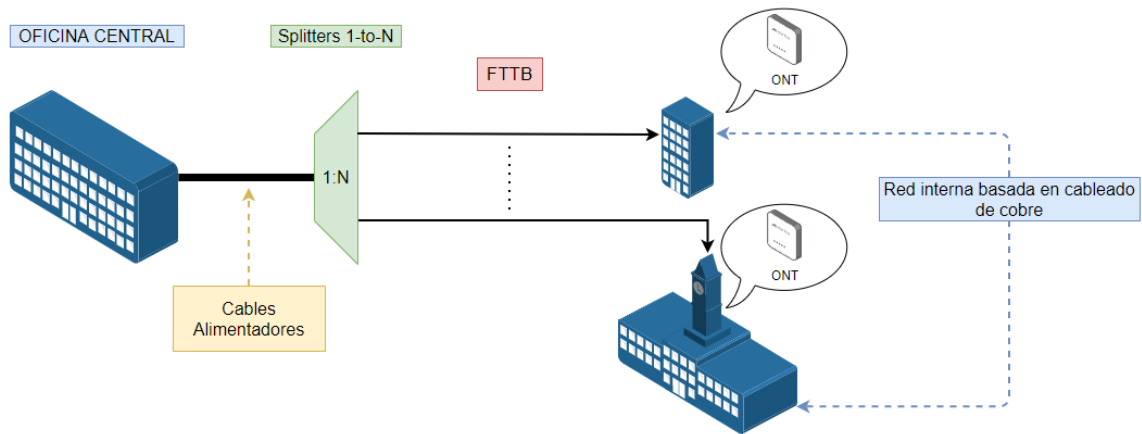 OFICINA CENTRAL
Splitters 1-to-N
FTTB
ONT
1:N
Red interna basada en cableado
de cobre
ONT
Cables
Alimentadores